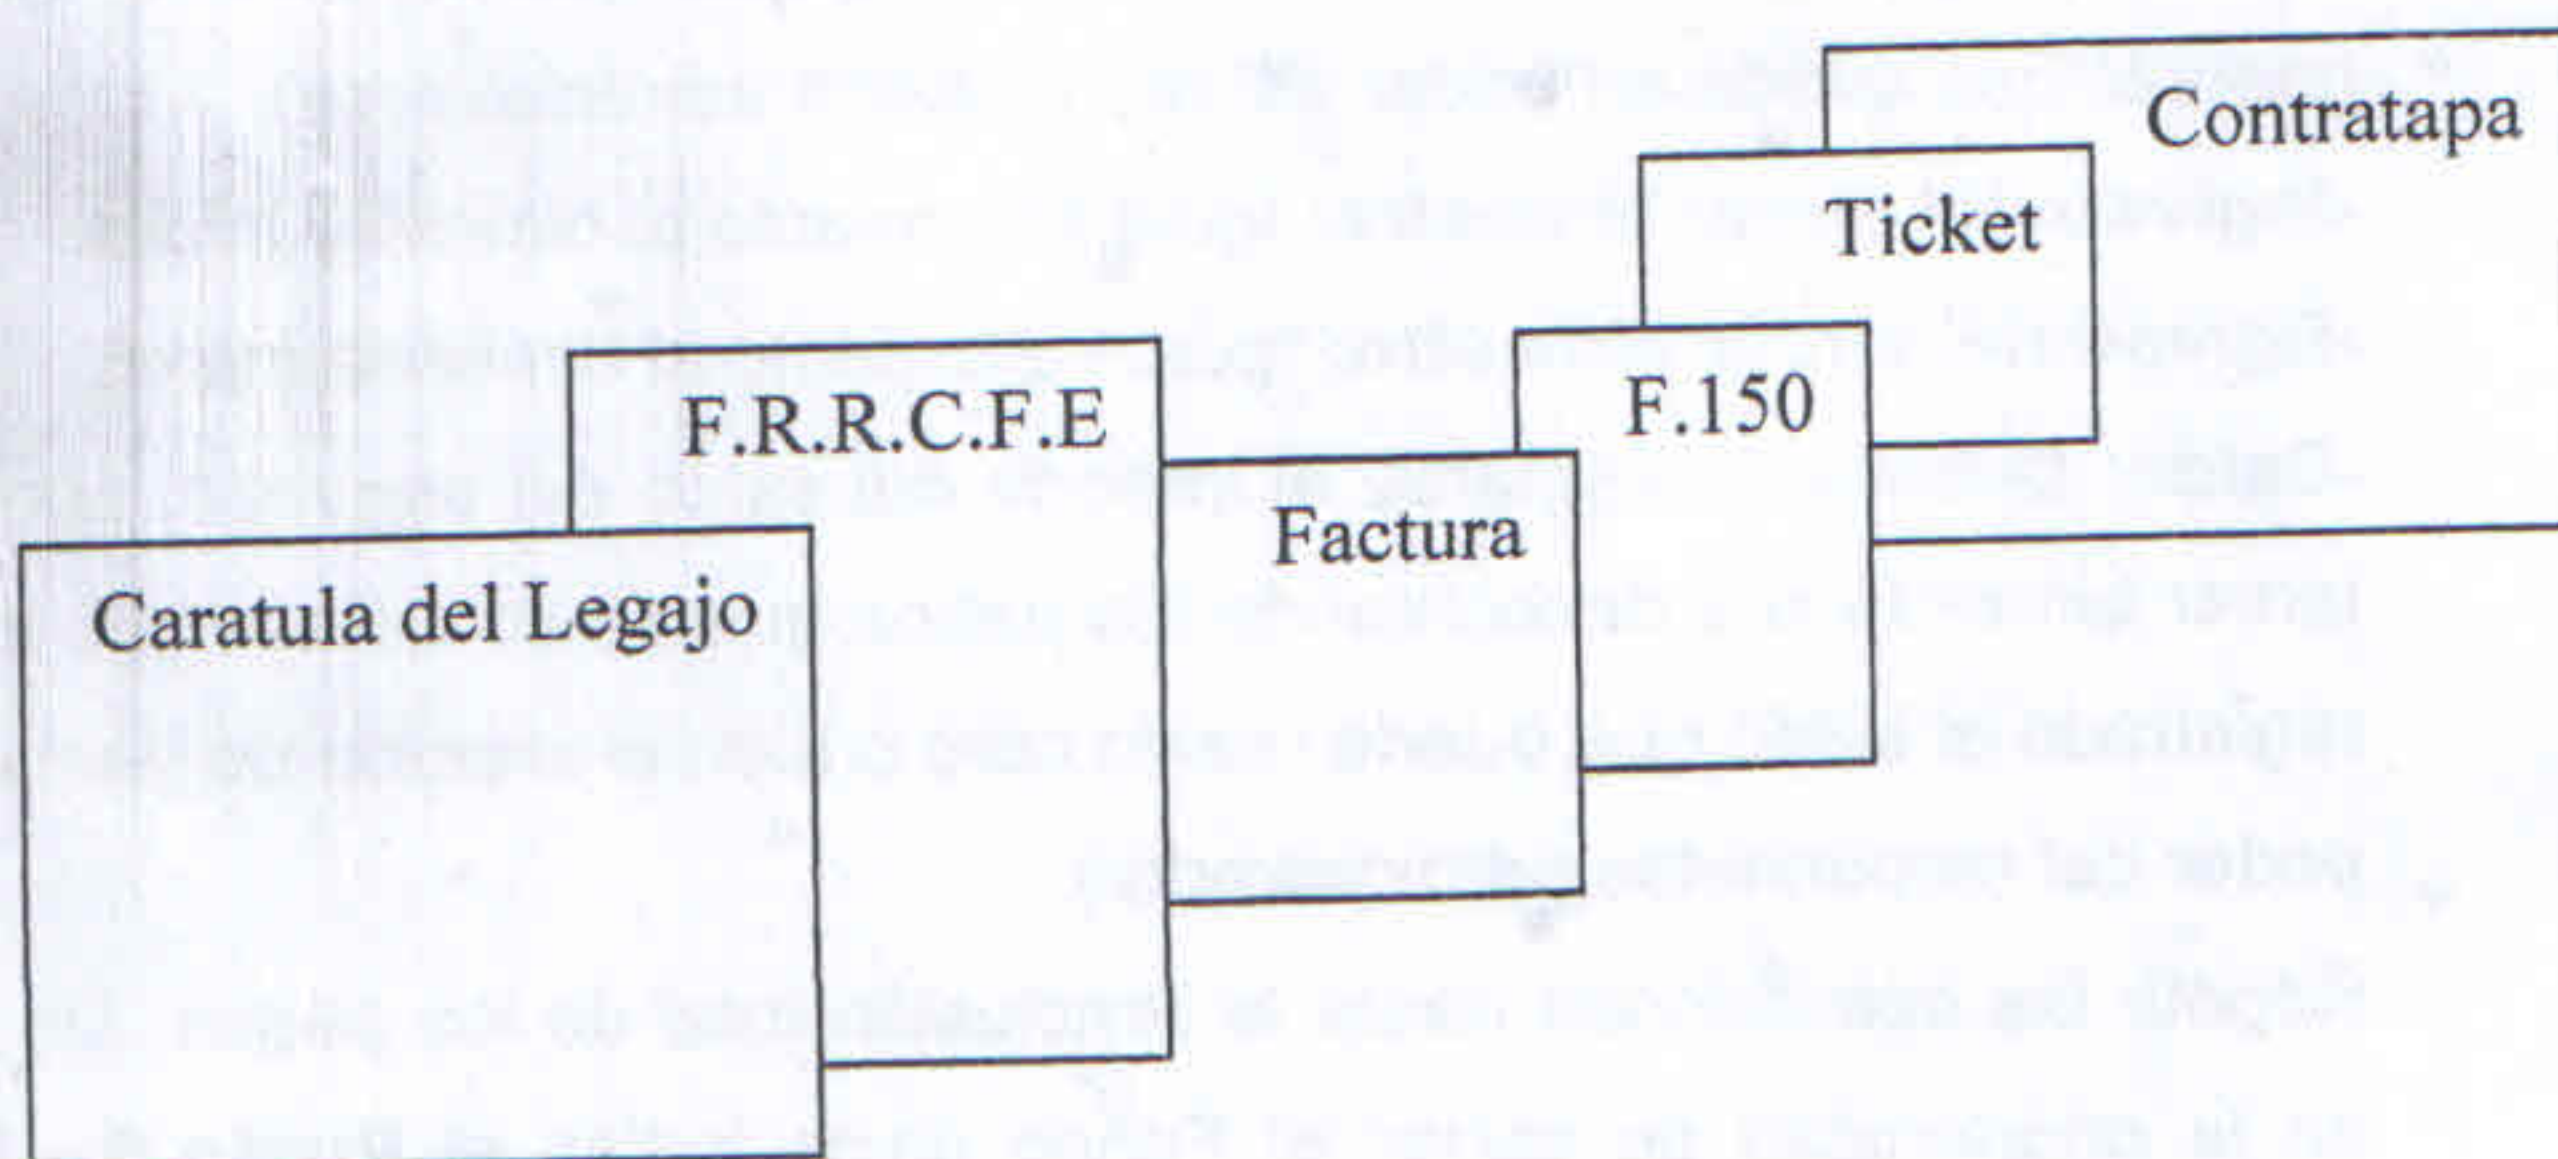 Contratapa
Ticket
F.150
F.R.R.C.F.E
Factura
Caratula del Legajo